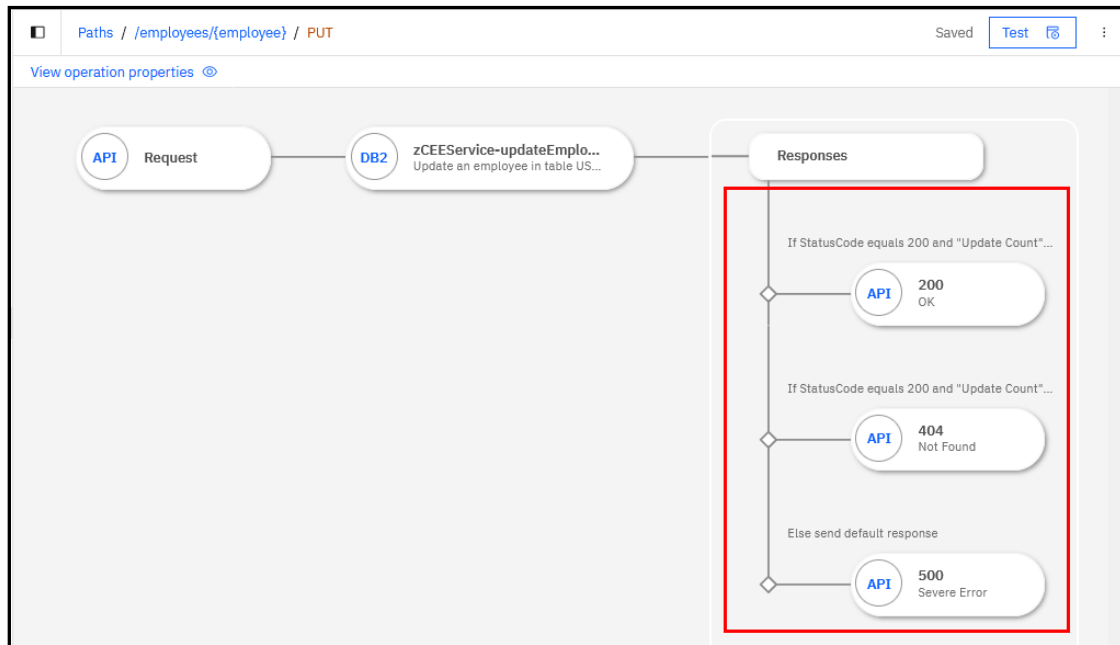 Paths / /employees/{employee} / PUT
Saved
Test
View operation properties
API
Request
DB2
zCEEService-updateEmplo...
Update an employee in table US...
Responses
If StatusCode equals 200 and "Update Count"...
API
200
OK
If StatusCode equals 200 and "Update Count"...
API
404
Not Found
Else send default response
API
500
Severe Error